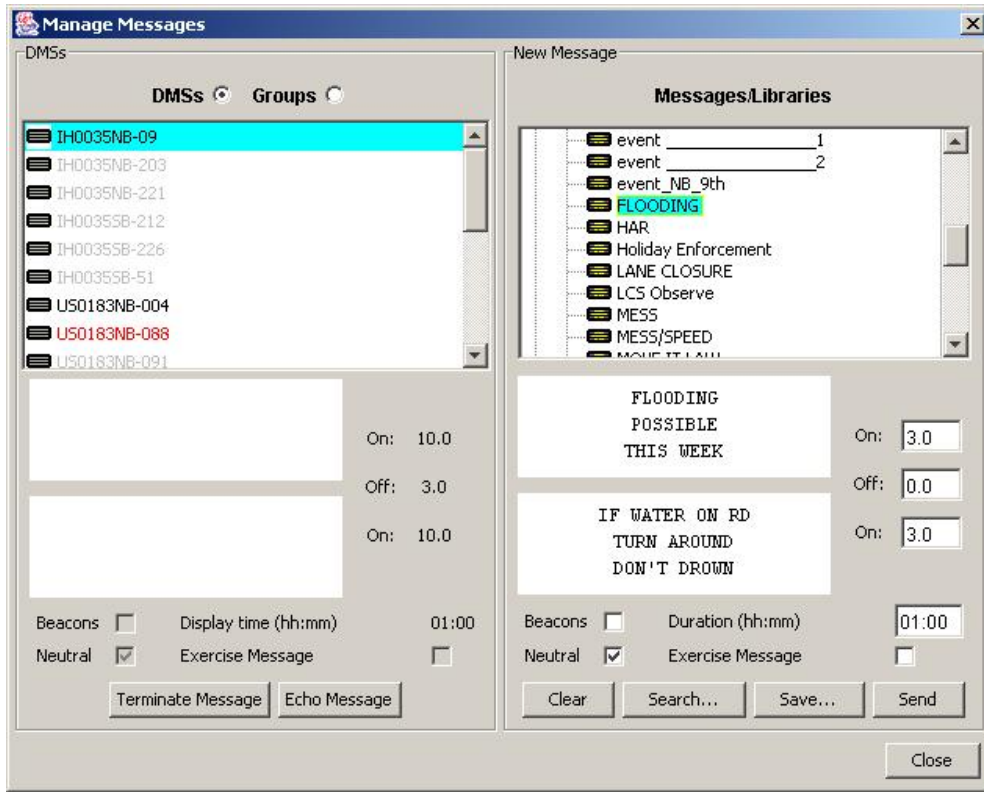 Manage Messages
DMSs
DMSs Groups
IH0035NB-09
IH0035NB-203
IH0035NB-221
IH0035SB-212
IH0035SB-226
IH0035SB-51
US0183NB-004
US0183NB-088
US0183NB-091
On: 10.0
Off: 3.0
On: 10.0
Beacons Display time (hh:mm) 01:00
Neutral Exercise Message
Terminate Message Echo Message
New Message
Messages/Libraries
event ______________1
event ______________2
event_NB_9th
FLOODING
HAR
Holiday Enforcement
LANE CLOSURE
LCS Observe
MESS
MESS/SPEED
MOVE IT LAW
FLOODING
POSSIBLE
THIS WEEK
On: 3.0
Off: 0.0
IF WATER ON RD
TURN AROUND
DON'T DROWN
On: 3.0
Beacons Duration (hh:mm) 01:00
Neutral Exercise Message
Clear Search... Save... Send
Close